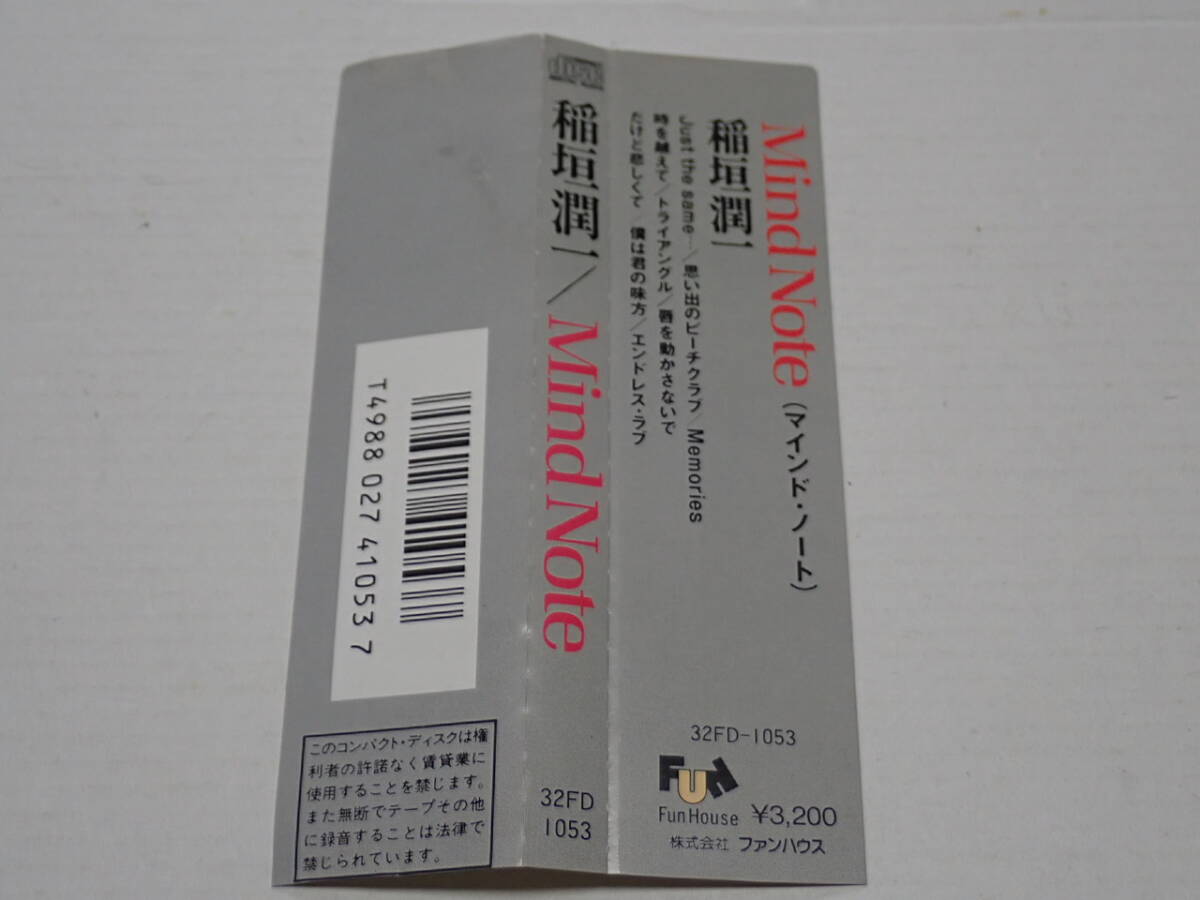 Mind Note (マインド・ノート)
稲垣潤一
Just the same…/思い出のビーチクラブ/Memories
時を越えて/トライアングル/唇を動かさないで
だけど悲しくて/僕は君の味方/エンドレス・ラブ
32FD-1053
Fun
Fun House ¥3,200
株式会社 ファンハウス
disc
稲垣潤一/Mind Note
32FD
1053
T4988 027 41053 7
このコンパクト・ディスクは権
利者の許諾なく賃貸業に
使用することを禁じます。
また無断でテープその他
に録音することは法律で
禁じられています。